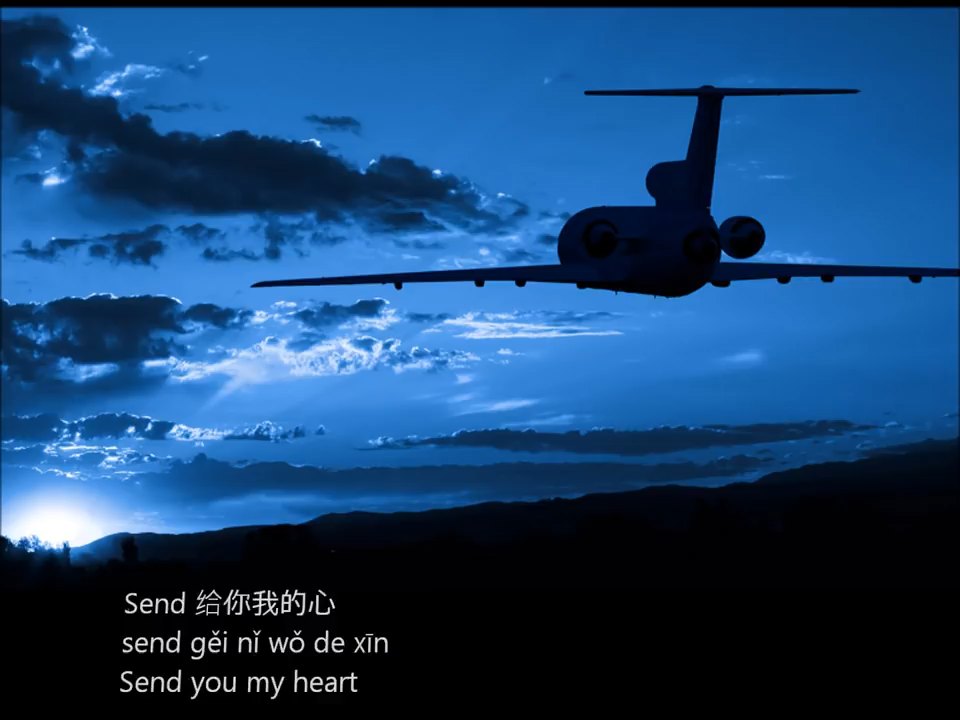 Send 给你我的心
send gěi nǐ wǒ de xīn
Send you my heart